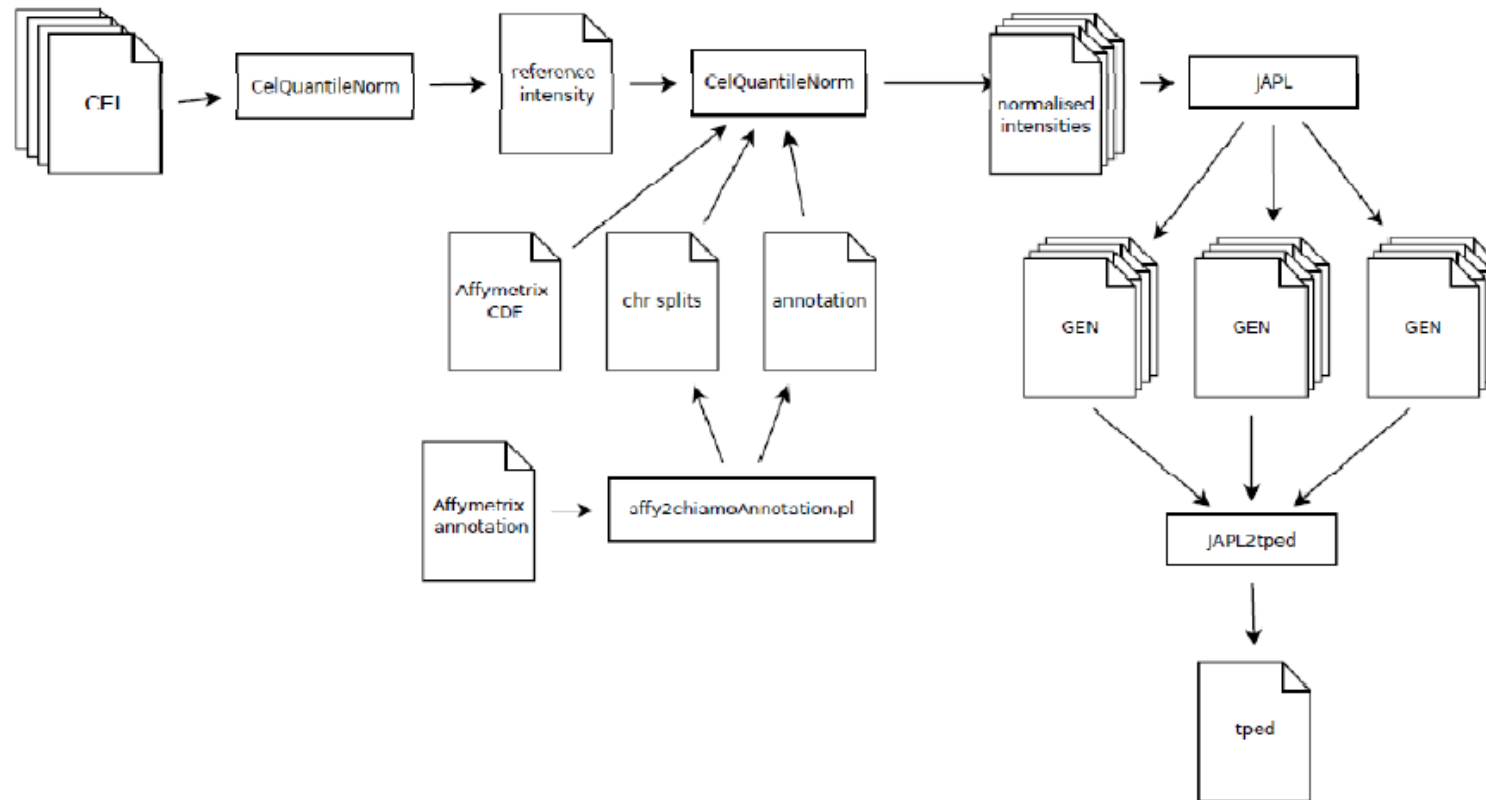 CEL
CelQuantileNorm
reference
intensity
CelQuantileNorm
normalised
intensities
JAPL
Affymetrix
CDF
chr splits
annotation
GEN
GEN
GEN
Affymetrix
annotation
affy2chiamoAnnotation.pl
JAPL2tped
tped